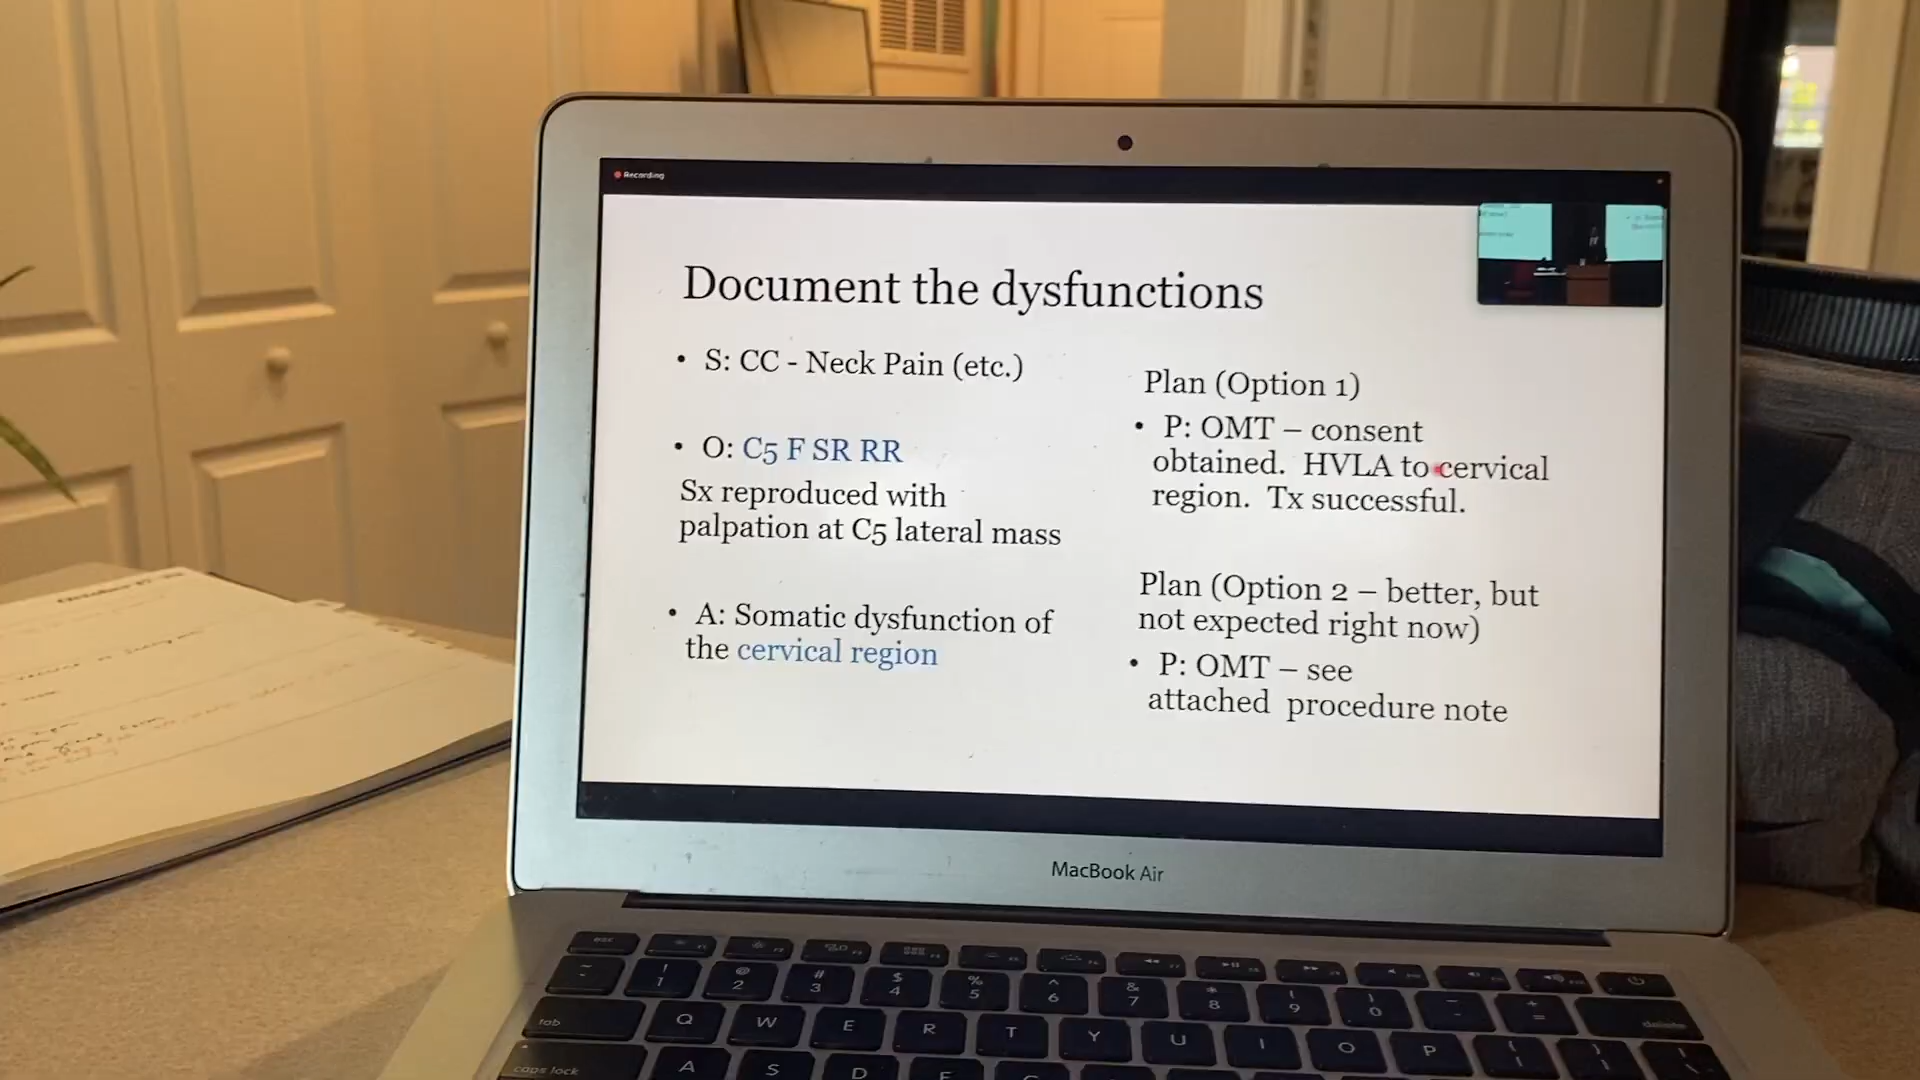 Recording
Document the dysfunctions
• S: CC - Neck Pain (etc.)
• O: C5 F SR RR
Sx reproduced with
palpation at C5 lateral mass
• A: Somatic dysfunction of
the cervical region
Plan (Option 1)
• P: OMT – consent
obtained. HVLA to cervical
region. Tx successful.
Plan (Option 2 – better, but
not expected right now)
• P: OMT – see
attached procedure note
MacBook Air
esc
! 1 @ 2 # 3 $ 4 % 5 ^ 6 & 7 * 8 ( 9 ) 0 - + = delete
tab Q W E R T Y U I O P
caps lock A S D F